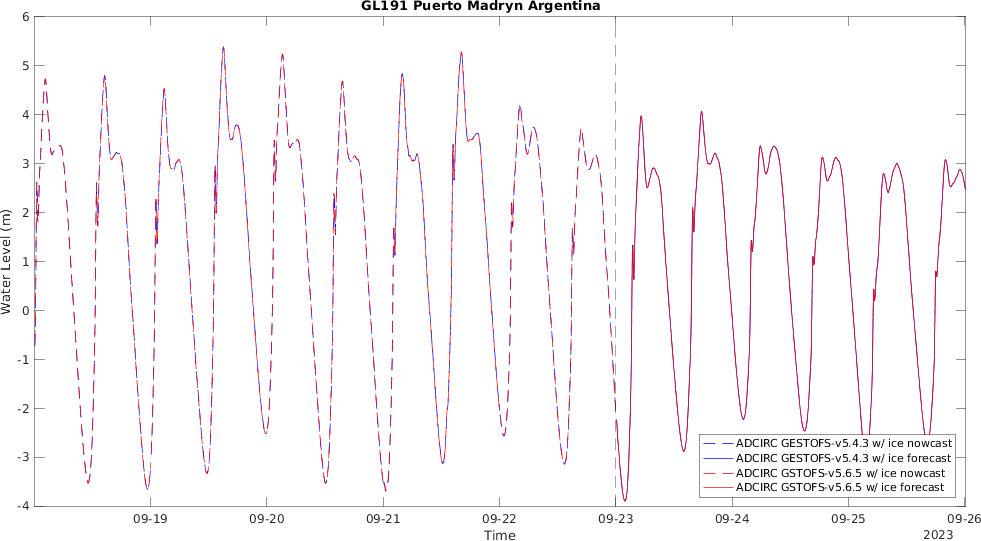 GL191 Puerto Madryn Argentina
6
5
4
3
2
1
0
-1
-2
-3
-4
Water Level (m)
ADCIRC GESTOFS-v5.4.3 w/ ice nowcast
ADCIRC GESTOFS-v5.4.3 w/ ice forecast
ADCIRC GSTOFS-v5.6.5 w/ ice nowcast
ADCIRC GSTOFS-v5.6.5 w/ ice forecast
09-19 09-20 09-21 09-22 09-23 09-24 09-25 09-26
Time
2023